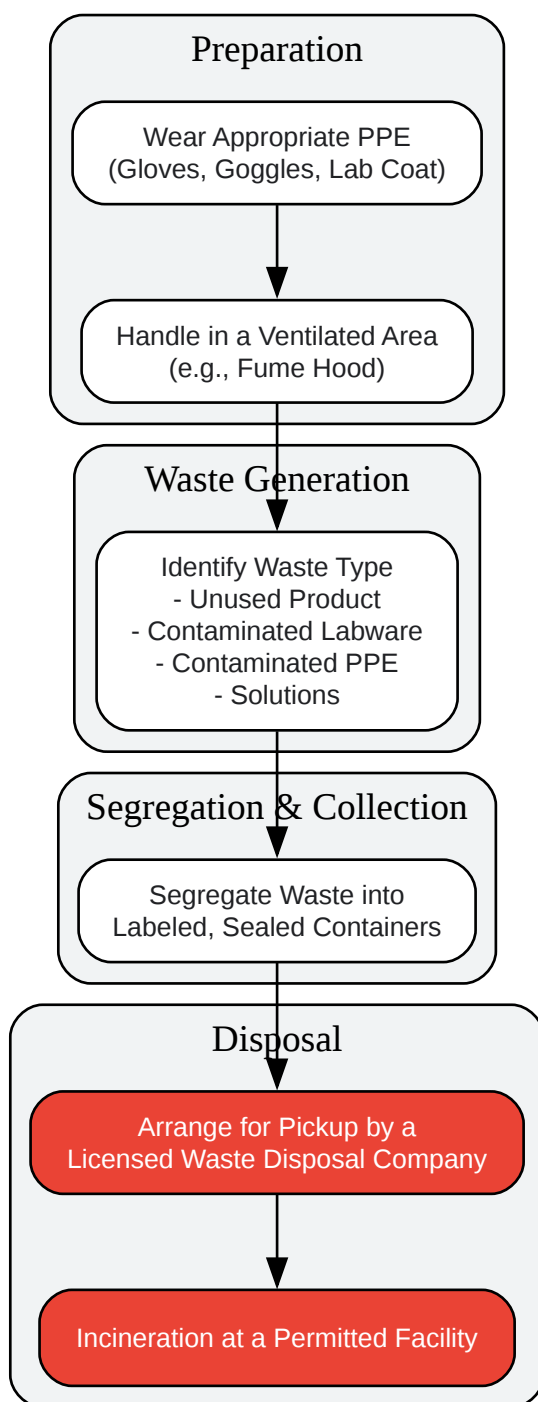 Preparation
Wear Appropriate PPE
(Gloves, Goggles, Lab Coat)
Handle in a Ventilated Area
(e.g., Fume Hood)
Waste Generation
Identify Waste Type
- Unused Product
- Contaminated Labware
- Contaminated PPE
- Solutions
Segregation & Collection
Segregate Waste into
Labeled, Sealed Containers
Disposal
Arrange for Pickup by a
Licensed Waste Disposal Company
Incineration at a Permitted Facility